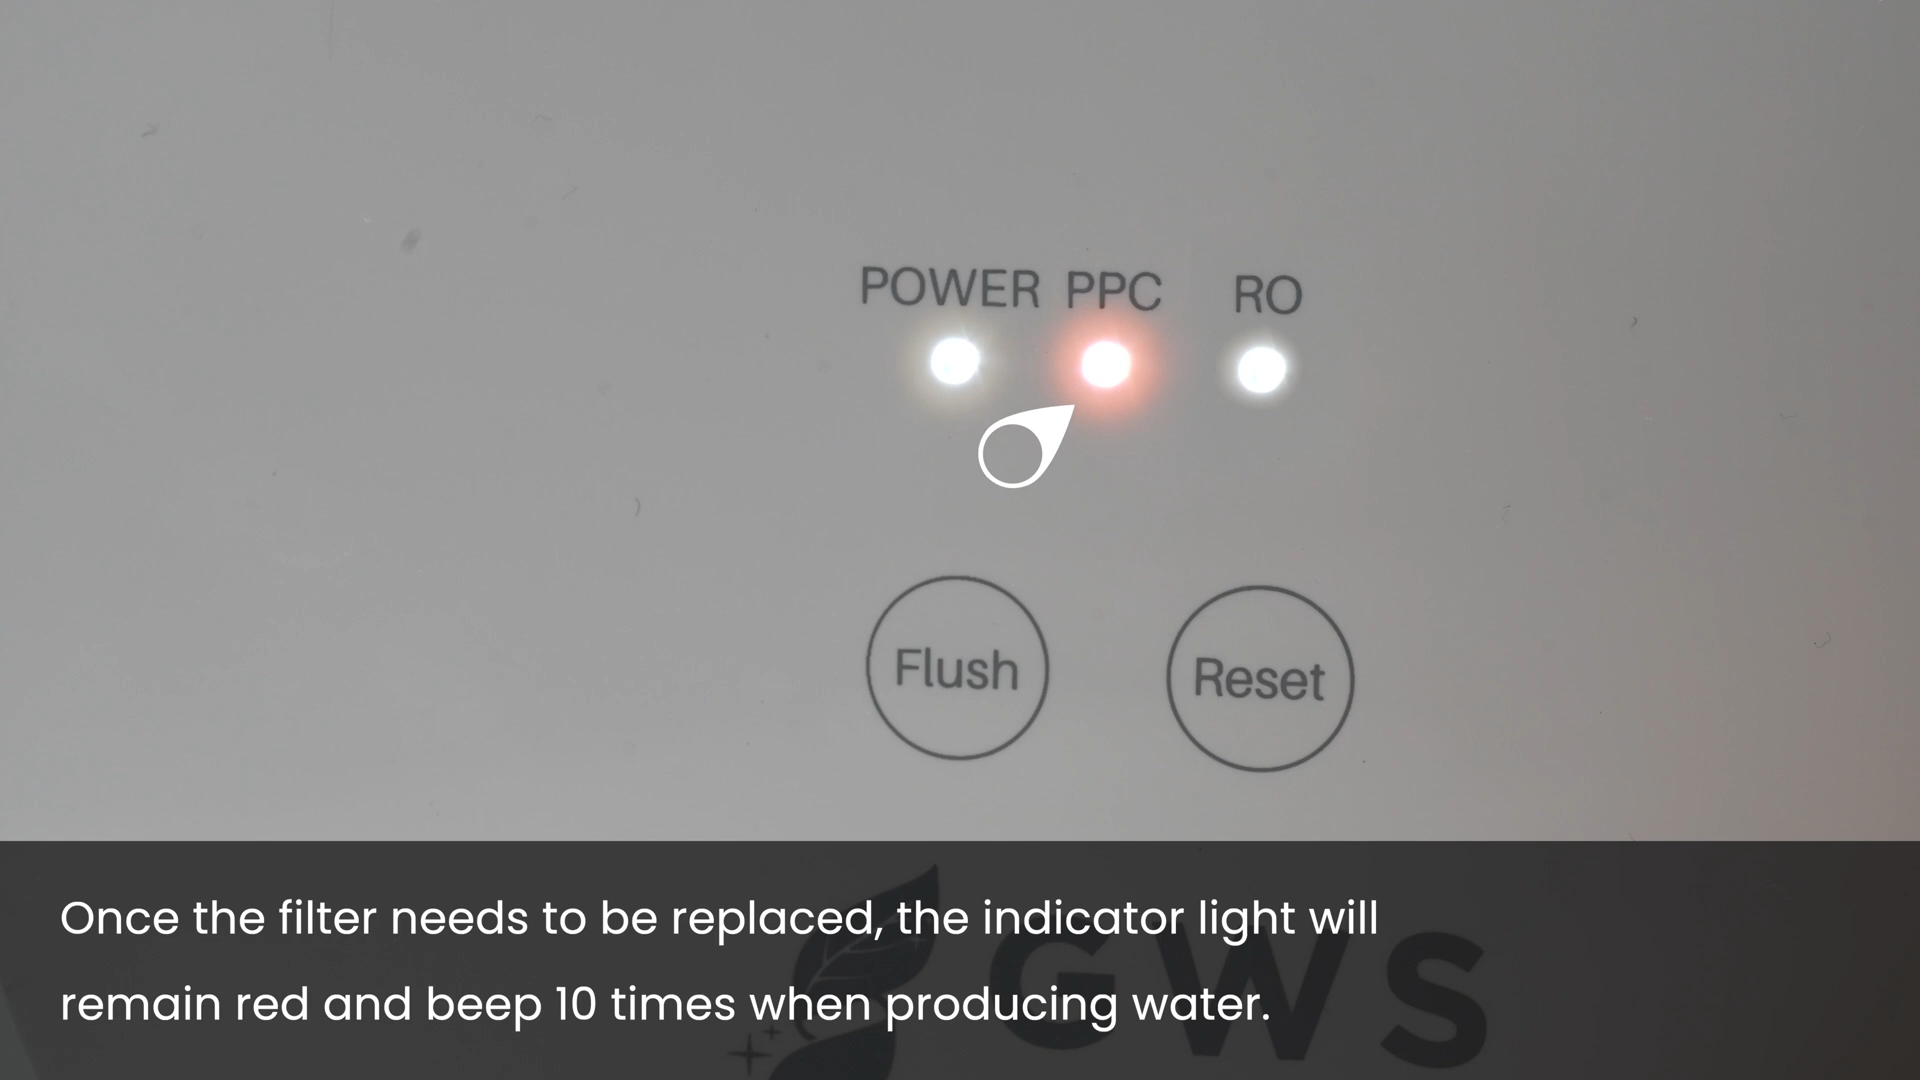 POWER PPC RO
Flush Reset
GWS
Once the filter needs to be replaced, the indicator light will
remain red and beep 10 times when producing water.